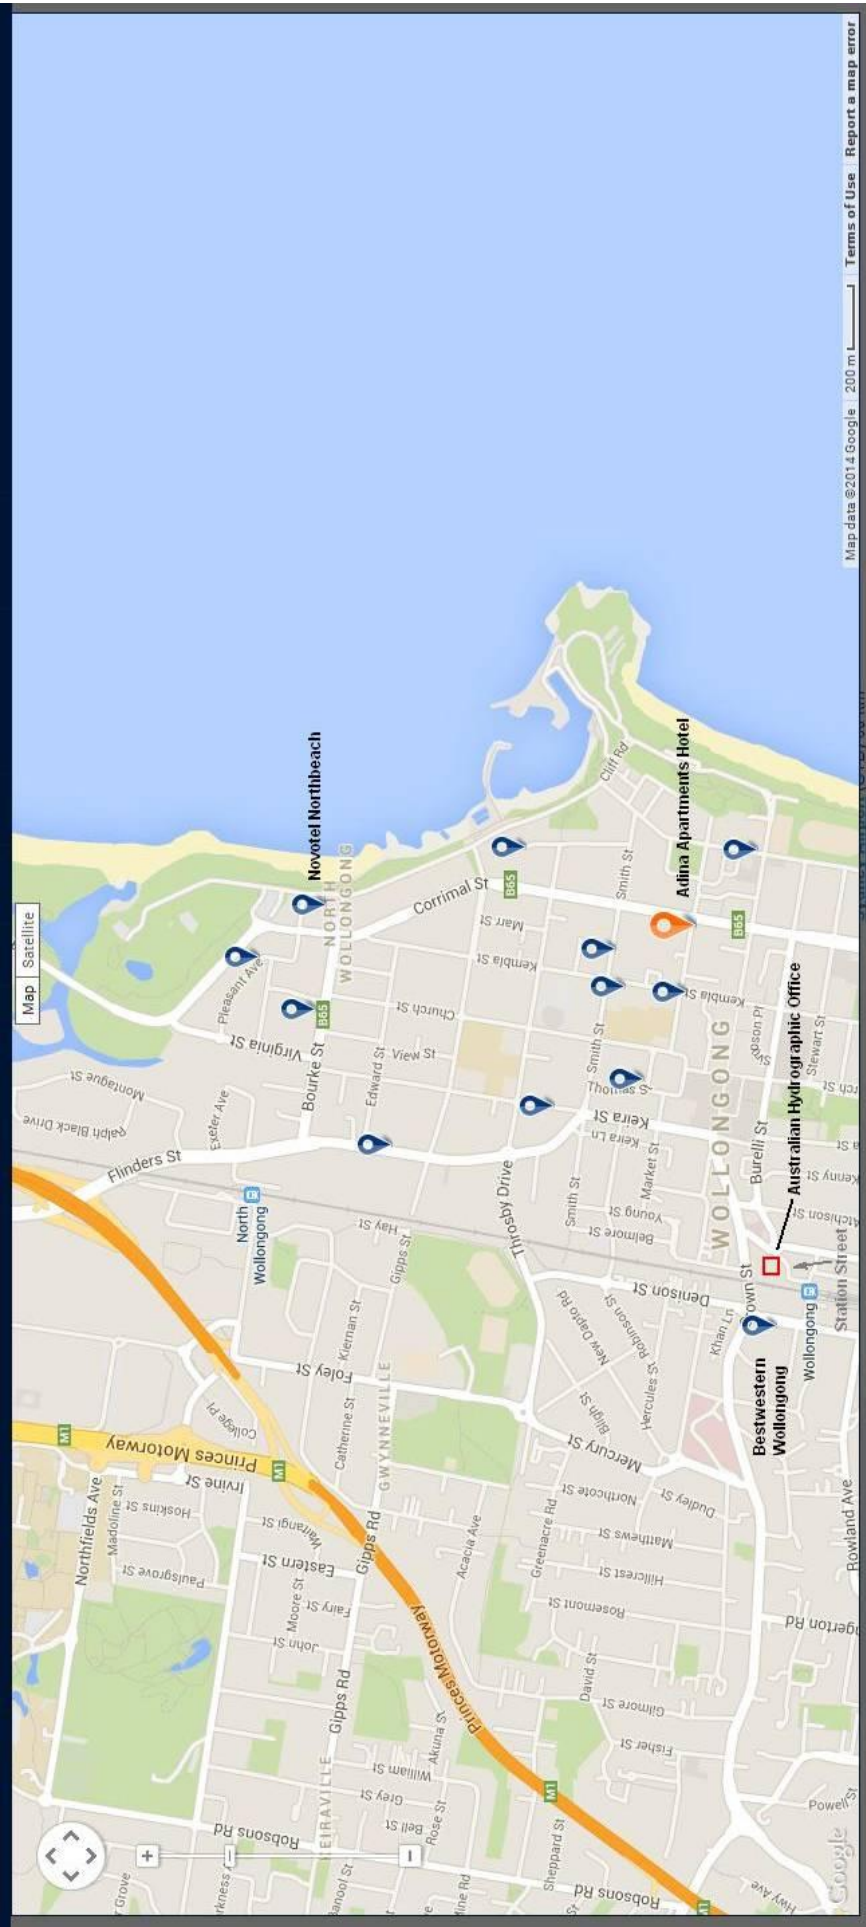 Map
Satellite
Northfields Ave
Madoline St
Hoskins St
Paulsgrove St
Irvine St
College Pl
M1
Princes Motorway
Montague St
Ralph Black Drive
Exeter Ave
Flinders St
North
Wollongong
Pleasant Ave
Virginia St
Bourke St
B65
Novotel Northbeach
NORTH
WOLLONGONG
Edward St
View St
Church St
Robsons Rd
John St
Moore St
Fairy St
Eastern St
Warrangi St
M1
Foley St
Kiernan St
Catherine St
Hay St
Gipps St
Gipps Rd
Gipps Rd
GWYNNEVILLE
Grey St
William St
Bell St
Rose St
Akuna St
Princes Motorway
Acacia Ave
Throsby Drive
Corrimal St
B65
Marr St
Kembla St
Cliff Rd
Smith St
Smith St
Smith St
Keira St
Keira Ln
Market St
Young St
Belmore St
Denison St
New Dapto Rd
Robinson St
Bligh St
Hercules St
Mercury St
Khan Ln
Greenacre Rd
Northcote St
Dudley St
Matthews St
Hillcrest St
Rosemont St
David St
Gilmore St
Fisher St
M1
Sheppard St
Robsons Rd
M1
Adina Apartments Hotel
Kembla St
B65
WOLLONGONG
Burelli St
Stewart St
Kenny St
Australian Hydrographic Office
Station Street
Wollongong
Bestwestern
Wollongong
Rowland Ave
Powell St
Hwy Ave
Google
Map data ©2014 Google
200 m
Terms of Use
Report a map error